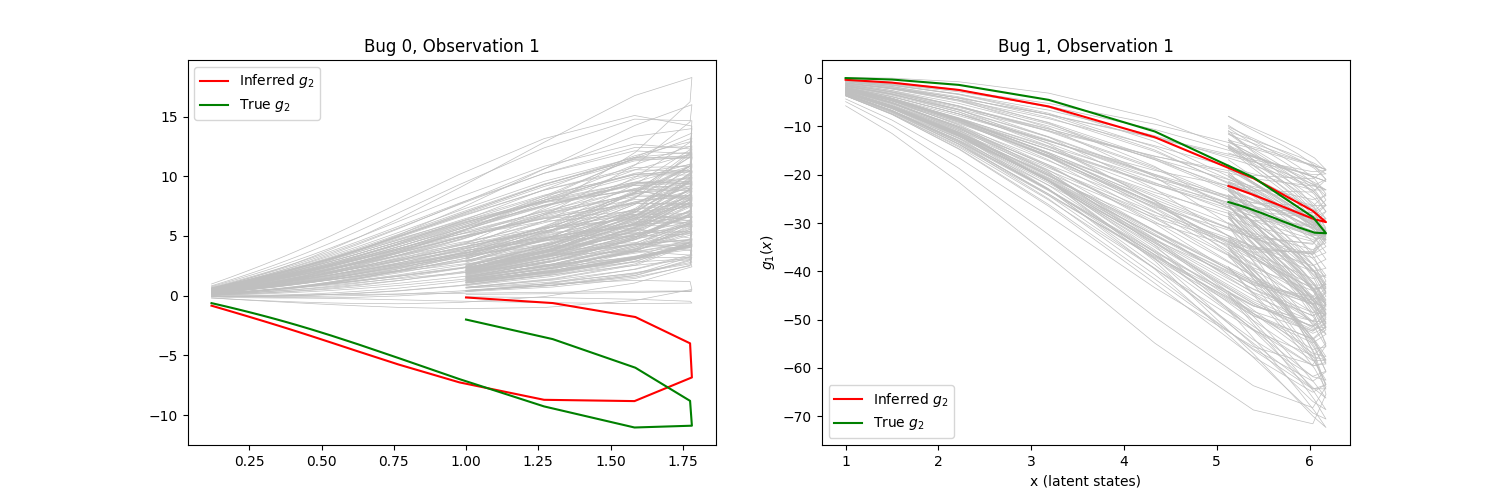 Bug 0, Observation 1
Inferred g₂
True g₂
15
10
5
0
−5
−10
0.25 0.50 0.75 1.00 1.25 1.50 1.75
Bug 1, Observation 1
g₁(x)
0
−10
−20
−30
−40
−50
−60
−70
Inferred g₂
True g₂
1 2 3 4 5 6
x (latent states)